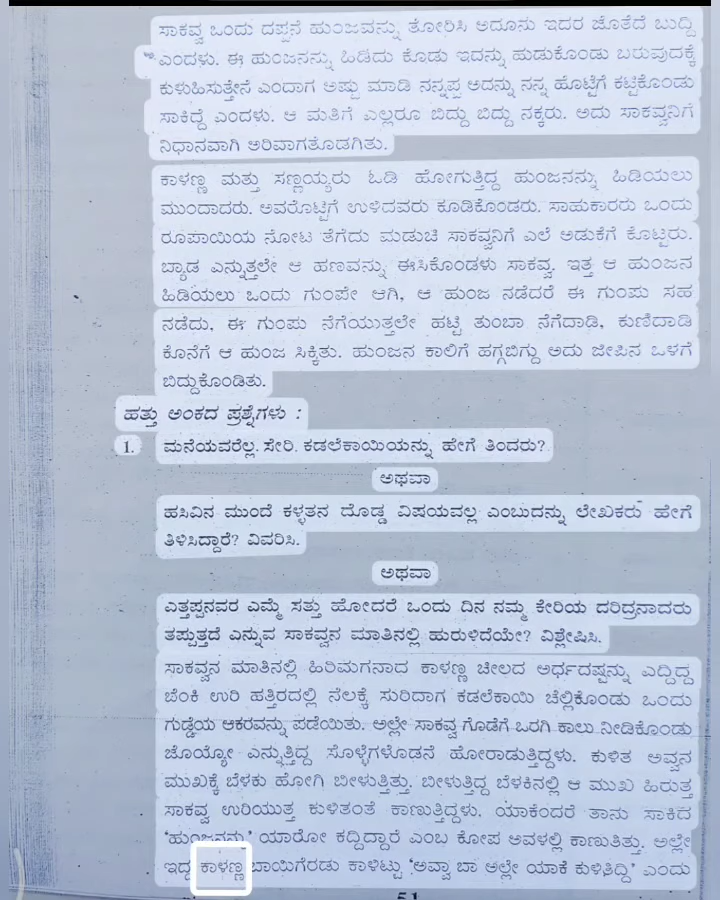 ಸಾಕವ್ವ ಒಂದು ದಪ್ಪನೆ ಹುಂಜವನ್ನು ತೋರಿಸಿ ಅದೂನು ಇದರ ಜೊತೆದೆ ಬುದ್ದಿ
ಎಂದಳು. ಈ ಹುಂಜನನ್ನು ಹಿಡಿದು ಕೊಡು ಇದನ್ನು ಹುಡುಕೊಂಡು ಬರುವುದಕ್ಕೆ
ಕುಳುಹಿಸುತ್ತೇನೆ ಎಂದಾಗ ಅಷ್ಟು ಮಾಡಿ ನನ್ನಪ್ಪ ಅದನ್ನು ನನ್ನ ಹೊಟ್ಟೆಗೆ ಕಟ್ಟಿಕೊಂಡು
ಸಾಕಿದ್ದೆ ಎಂದಳು. ಆ ಮತಿಗೆ ಎಲ್ಲರೂ ಬಿದ್ದು ಬಿದ್ದು ನಕ್ಕರು. ಅದು ಸಾಕವ್ವನಿಗೆ
ನಿಧಾನವಾಗಿ ಅರಿವಾಗತೊಡಗಿತು.
ಕಾಳಣ್ಣ ಮತ್ತು ಸಣ್ಣಯ್ಯರು ಓಡಿ ಹೋಗುತ್ತಿದ್ದ ಹುಂಜನನ್ನು ಹಿಡಿಯಲು
ಮುಂದಾದರು. ಅವರೊಟ್ಟಿಗೆ ಉಳಿದವರು ಕೂಡಿಕೊಂಡರು. ಸಾಹುಕಾರರು ಒಂದು
ರೂಪಾಯಿಯ ನೋಟ ತೆಗೆದು ಮಡುಚಿ ಸಾಕವ್ವನಿಗೆ ಎಲೆ ಅಡುಕೆಗೆ ಕೊಟ್ಟರು.
ಬ್ಯಾಡ ಎನ್ನುತ್ತಲೇ ಆ ಹಣವನ್ನು ಈಸಿಕೊಂಡಳು ಸಾಕವ್ವ. ಇತ್ತ ಆ ಹುಂಜನ
ಹಿಡಿಯಲು ಒಂದು ಗುಂಪೇ ಆಗಿ, ಆ ಹುಂಜ ನಡೆದರೆ ಈ ಗುಂಪು ಸಹ
ನಡೆದು, ಈ ಗುಂಪು ನೆಗೆಯುತ್ತಲೇ ಹಟ್ಟಿ ತುಂಬಾ ನೆಗೆದಾಡಿ, ಕುಣಿದಾಡಿ
ಕೊನೆಗೆ ಆ ಹುಂಜ ಸಿಕ್ಕಿತು. ಹುಂಜನ ಕಾಲಿಗೆ ಹಗ್ಗಬಿಗ್ದು ಅದು ಜೀಪಿನ ಒಳಗೆ
ಬಿದ್ದುಕೊಂಡಿತು.
ಹತ್ತು ಅಂಕದ ಪ್ರಶ್ನೆಗಳು :
1. ಮನೆಯವರೆಲ್ಲ ಸೇರಿ ಕಡಲೆಕಾಯಿಯನ್ನು ಹೇಗೆ ತಿಂದರು?
ಅಥವಾ
ಹಸಿವಿನ ಮುಂದೆ ಕಳ್ಳತನ ದೊಡ್ಡ ವಿಷಯವಲ್ಲ ಎಂಬುದನ್ನು ಲೇಖಕರು ಹೇಗೆ
ತಿಳಿಸಿದ್ದಾರೆ? ವಿವರಿಸಿ.
ಅಥವಾ
ಎತ್ತಪ್ಪನವರ ಎಮ್ಮೆ ಸತ್ತು ಹೋದರೆ ಒಂದು ದಿನ ನಮ್ಮ ಕೇರಿಯ ದರಿದ್ರನಾದರು
ತಪ್ಪುತ್ತದೆ ಎನ್ನುವ ಸಾಕವ್ವನ ಮಾತಿನಲ್ಲಿ ಹುರುಳಿದೆಯೇ? ವಿಶ್ಲೇಷಿಸಿ.
ಸಾಕವ್ವನ ಮಾತಿನಲ್ಲಿ ಹಿರಿಮಗನಾದ ಕಾಳಣ್ಣ ಚೀಲದ ಅರ್ಧದಷ್ಟನ್ನು ಎದ್ದಿದ್ದ
ಬೆಂಕಿ ಉರಿ ಹತ್ತಿರದಲ್ಲಿ ನೆಲಕ್ಕೆ ಸುರಿದಾಗ ಕಡಲೆಕಾಯಿ ಚೆಲ್ಲಿಕೊಂಡು ಒಂದು
ಗುಡ್ಡೆಯ ಆಕರವನ್ನು ಪಡೆಯಿತು. ಅಲ್ಲೇ ಸಾಕವ್ವ ಗೊಡೆಗೆ ಒರಗಿ ಕಾಲು ನೀಡಿಕೊಂಡು
ಜೊಯ್ಯೋ ಎನ್ನುತ್ತಿದ್ದ ಸೊಳ್ಳೆಗಳೊಡನೆ ಹೋರಾಡುತ್ತಿದ್ದಳು. ಕುಳಿತ ಅವ್ವನ
ಮುಖಕ್ಕೆ ಬೆಳಕು ಹೋಗಿ ಬೀಳುತ್ತಿತ್ತು. ಬೀಳುತ್ತಿದ್ದ ಬೆಳಕಿನಲ್ಲಿ ಆ ಮುಖ ಹಿರುತ್ತ
ಸಾಕವ್ವ ಉರಿಯುತ್ತ ಕುಳಿತಂತೆ ಕಾಣುತ್ತಿದ್ದಳು. ಯಾಕೆಂದರೆ ತಾನು ಸಾಕಿದ
'ಹುಂಜನನ್ನು' ಯಾರೋ ಕದ್ದಿದ್ದಾರೆ ಎಂಬ ಕೋಪ ಅವಳಲ್ಲಿ ಕಾಣುತಿತ್ತು. ಅಲ್ಲೇ
ಇದ್ದ ಕಾಳಣ್ಣ ಬಾಯಿಗೆರಡು ಕಾಳಿಟ್ಟು 'ಅವ್ವಾ ಬಾ ಅಲ್ಲೇ ಯಾಕೆ ಕುಳಿತಿದ್ದಿ' ಎಂದು